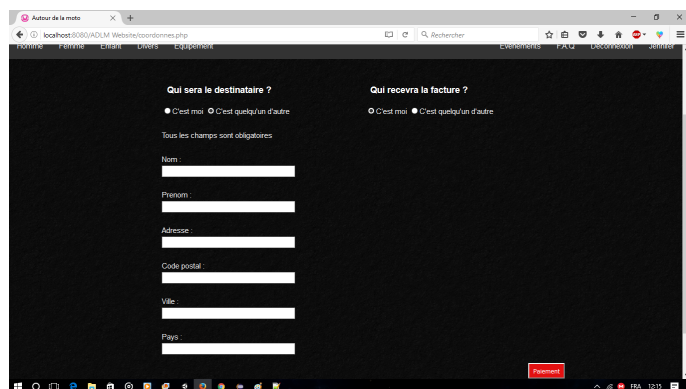 Autour de la moto
localhost:8080/ADLM Website/coordonnes.php
Rechercher
Homme Femme Enfant Divers Equipement Evenements F.A.Q Deconnexion Jennifer
Qui sera le destinataire ? Qui recevra la facture ?
C'est moi C'est quelqu'un d'autre C'est moi C'est quelqu'un d'autre
Tous les champs sont obligatoires
Nom :
Prenom :
Adresse :
Code postal :
Ville :
Pays :
Paiement
FRA 12:15